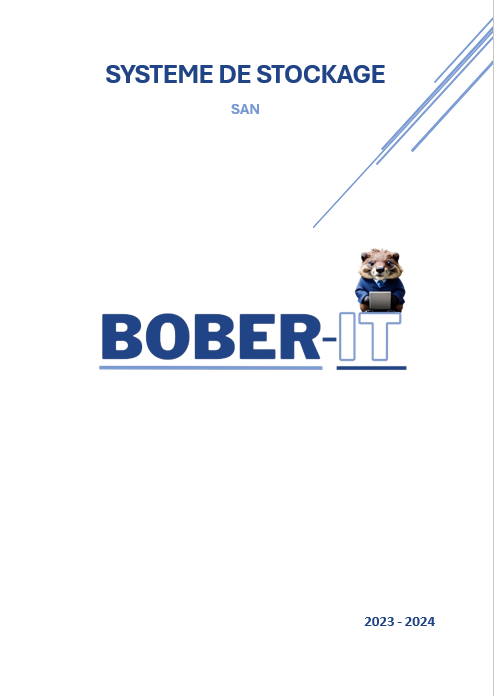 SYSTEME DE STOCKAGE
SAN
BOBER-IT
2023 - 2024